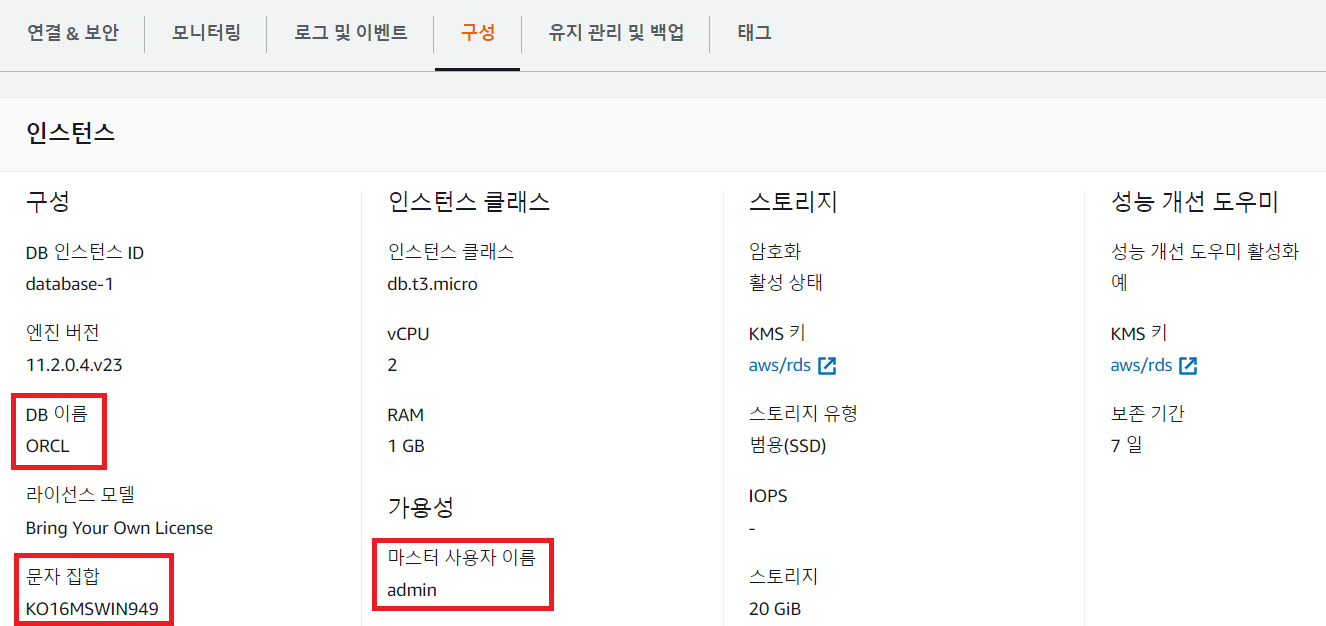 연결 & 보안
모니터링
로그 및 이벤트
구성
유지 관리 및 백업
태그
인스턴스
구성
DB 인스턴스 ID
database-1
엔진 버전
11.2.0.4.v23
DB 이름
ORCL
라이선스 모델
Bring Your Own License
문자 집합
KO16MSWIN949
인스턴스 클래스
인스턴스 클래스
db.t3.micro
vCPU
2
RAM
1 GB
가용성
마스터 사용자 이름
admin
스토리지
암호화
활성 상태
KMS 키
aws/rds
스토리지 유형
범용(SSD)
IOPS
-
스토리지
20 GiB
성능 개선 도우미
성능 개선 도우미 활성화
예
KMS 키
aws/rds
보존 기간
7 일